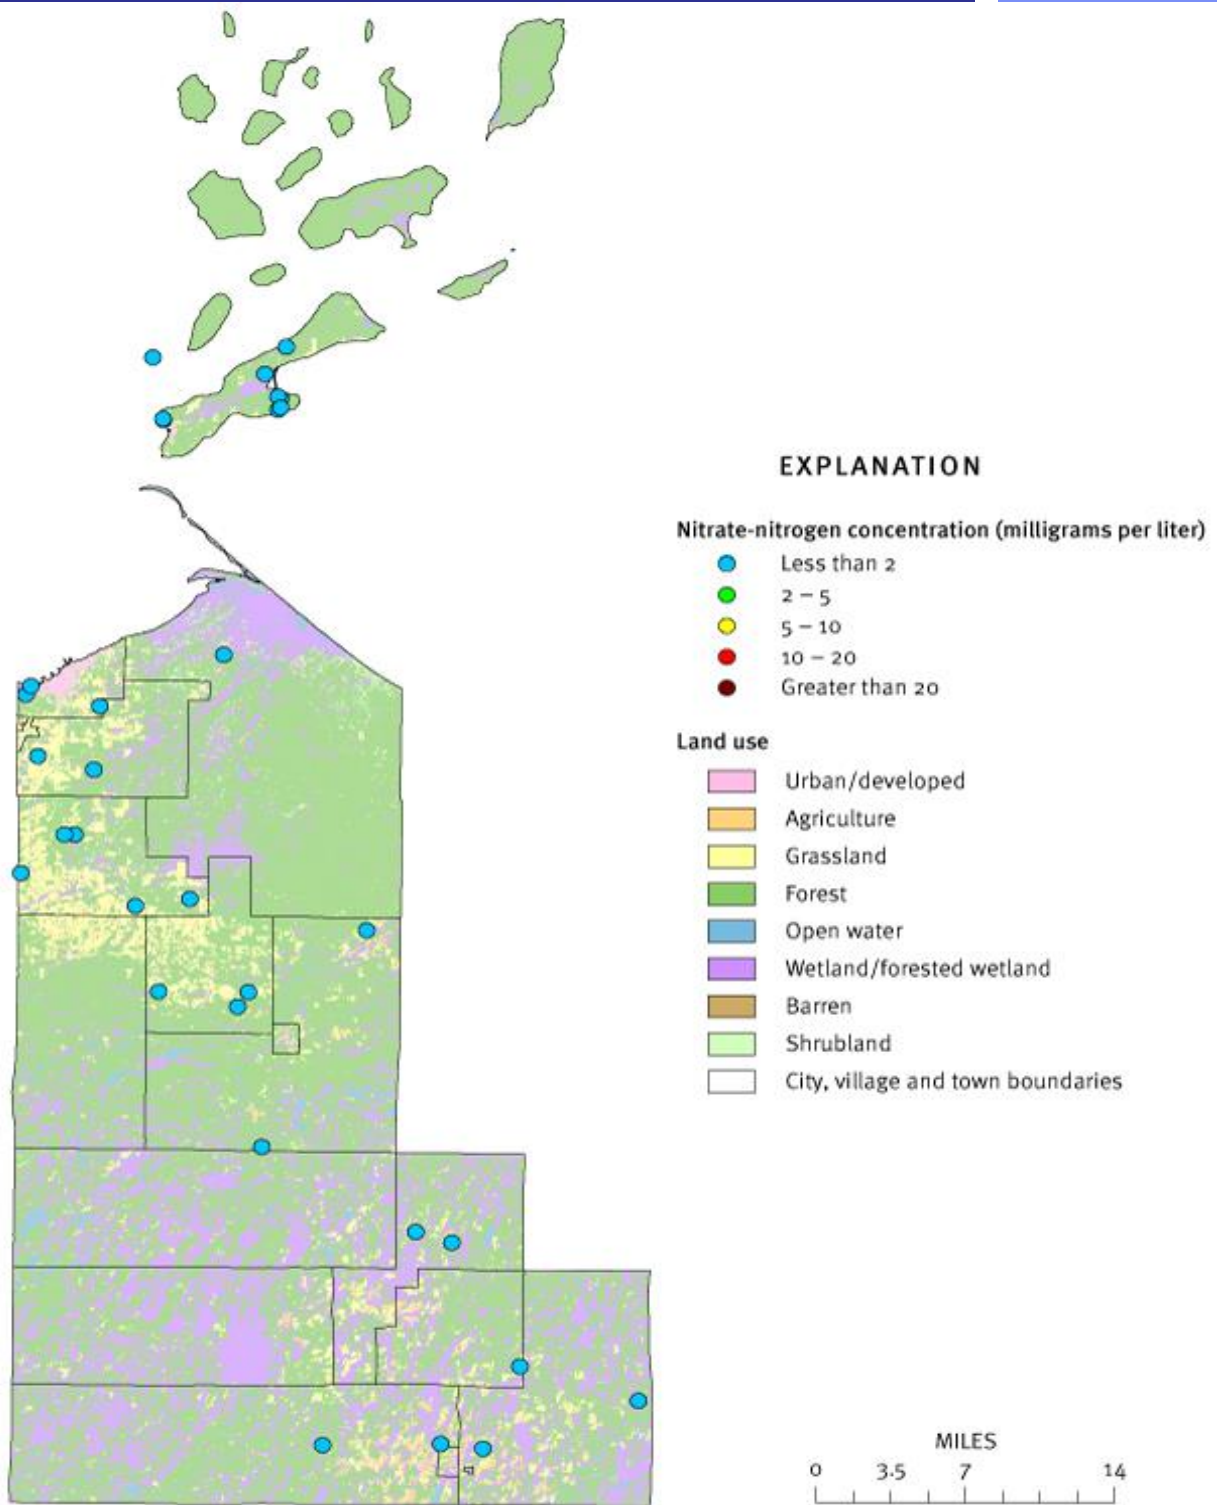 EXPLANATION
Nitrate-nitrogen concentration (milligrams per liter)
Less than 2
2 – 5
5 – 10
10 – 20
Greater than 20
Land use
Urban/developed
Agriculture
Grassland
Forest
Open water
Wetland/forested wetland
Barren
Shrubland
City, village and town boundaries
MILES
0 3.5 7 14